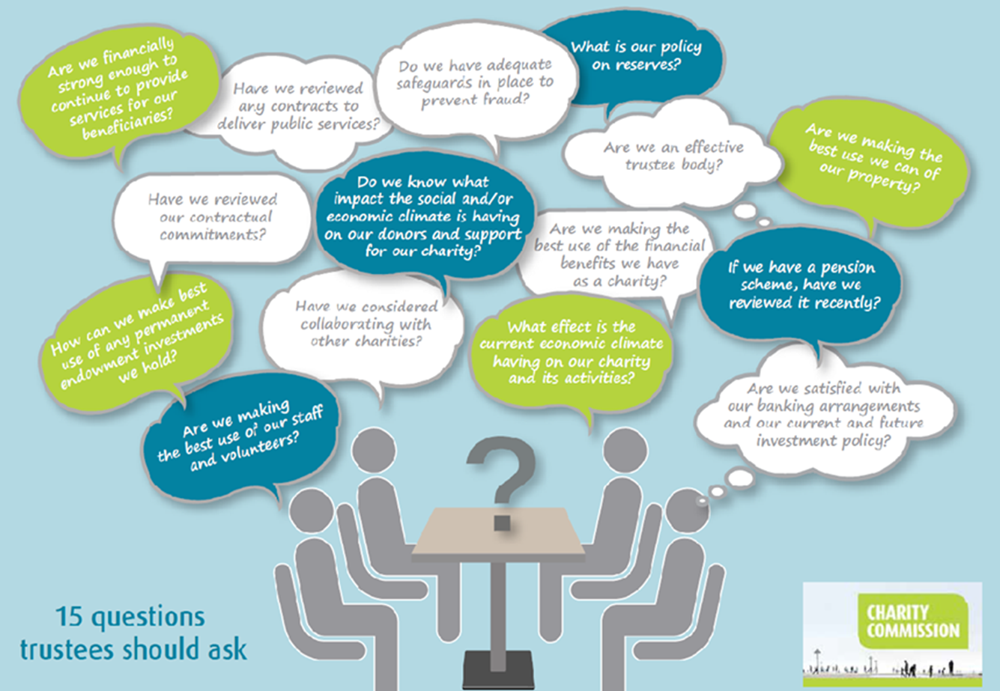 Are we financially
strong enough to
continue to provide
services for our
beneficiaries?
Have we reviewed
any contracts to
deliver public services?
Do we have adequate
safeguards in place to
prevent fraud?
What is our policy
on reserves?
Are we an effective
trustee body?
Are we making the
best use we can of
our property?
Have we reviewed
our contractual
commitments?
Do we know what
impact the social and/or
economic climate is having
on our donors and support
for our charity?
Are we making the
best use of the financial
benefits we have
as a charity?
If we have a pension
scheme, have we
reviewed it recently?
How can we make best
use of any permanent
endowment investments
we hold?
Have we considered
collaborating with
other charities?
What effect is the
current economic climate
having on our charity
and its activities?
Are we satisfied with
our banking arrangements
and our current and future
investment policy?
Are we making
the best use of our staff
and volunteers?
?
15 questions
trustees should ask
CHARITY
COMMISSION